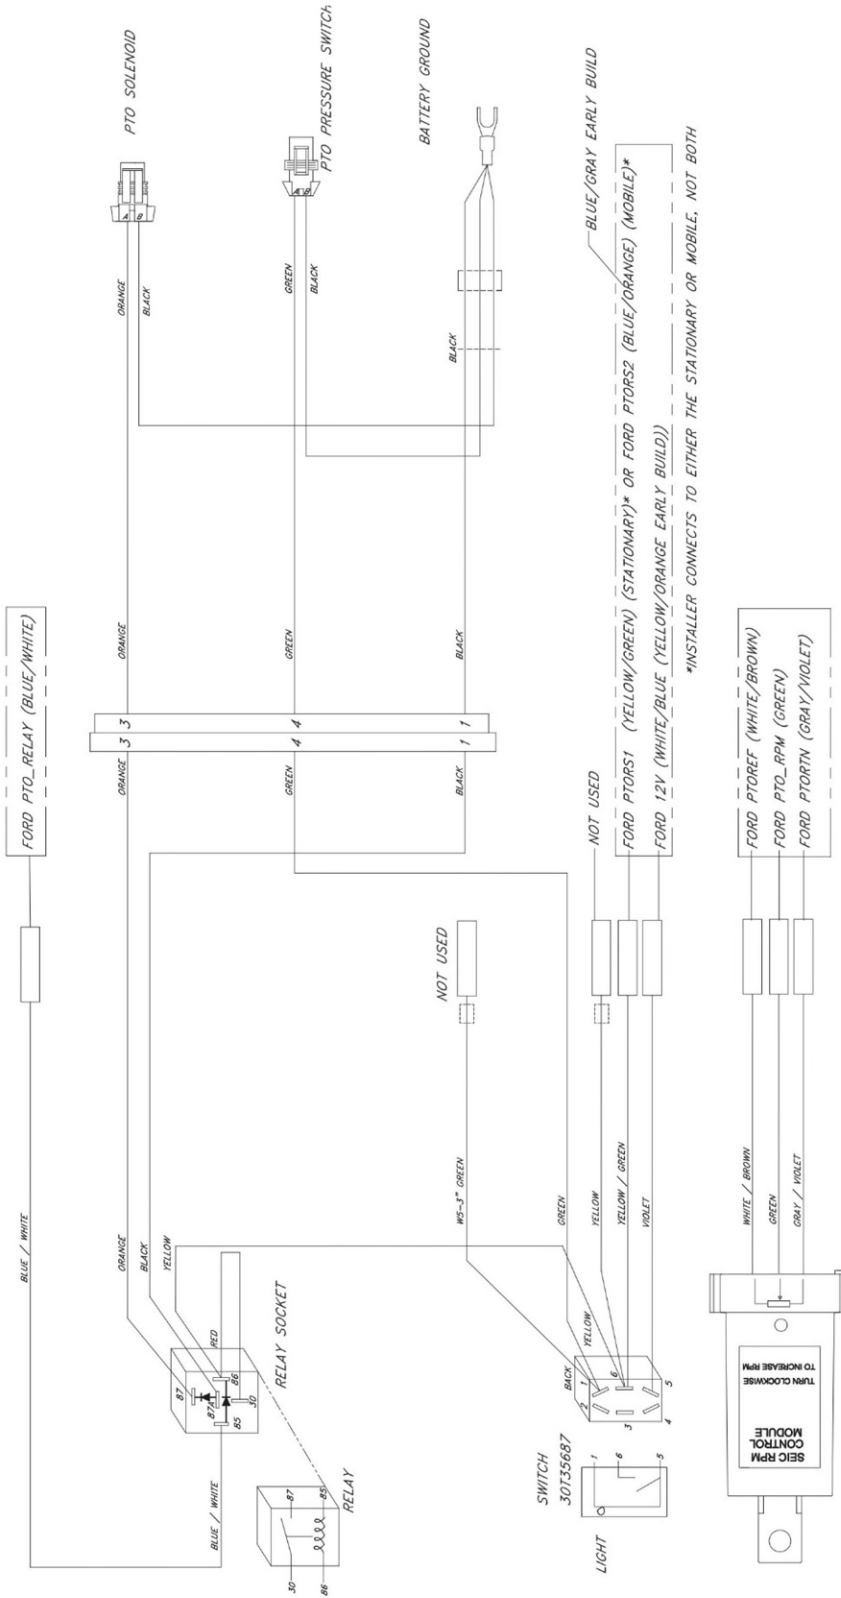 PTO SOLENOID
A B
ORANGE
BLACK
PTO PRESSURE SWITCH
A B
GREEN
BLACK
BATTERY GROUND
BLACK
BLUE/GRAY EARLY BUILD
FORD PTO_RELAY (BLUE/WHITE)
ORANGE
GREEN
BLACK
3
3
4
4
1
1
ORANGE
GREEN
BLACK
NOT USED
NOT USED
FORD PTORS1 (YELLOW/GREEN) (STATIONARY)* OR FORD PTORS2 (BLUE/ORANGE) (MOBILE)*
FORD 12V (WHITE/BLUE (YELLOW/ORANGE EARLY BUILD))
*INSTALLER CONNECTS TO EITHER THE STATIONARY OR MOBILE, NOT BOTH
FORD PTOREF (WHITE/BROWN)
FORD PTO_RPM (GREEN)
FORD PTORTN (GRAY/VIOLET)
BLUE / WHITE
ORANGE
BLACK
YELLOW
RED
W5-3" GREEN
GREEN
YELLOW
YELLOW / GREEN
VIOLET
WHITE / BROWN
GREEN
GRAY / VIOLET
RELAY SOCKET
87
87A
86
85
30
BLUE / WHITE
RELAY
87
85
30
86
YELLOW
BACK
1
2
6
3
5
4
SWITCH
30T35687
1
6
5
LIGHT
SEIC RPM
CONTROL
MODULE
TURN CLOCKWISE
TO INCREASE RPM